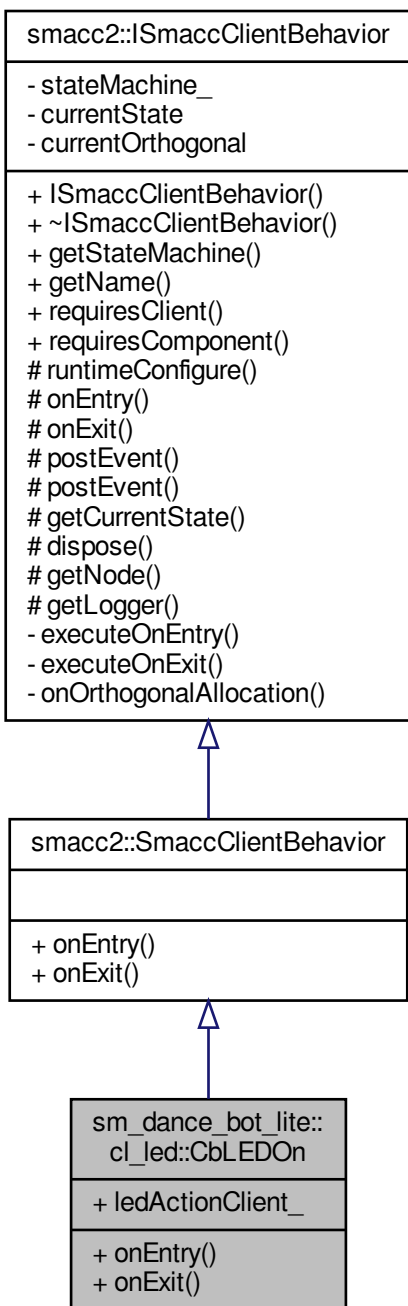 smacc2::ISmaccClientBehavior
- stateMachine_
- currentState
- currentOrthogonal
+ ISmaccClientBehavior()
+ ~ISmaccClientBehavior()
+ getStateMachine()
+ getName()
+ requiresClient()
+ requiresComponent()
# runtimeConfigure()
# onEntry()
# onExit()
# postEvent()
# postEvent()
# getCurrentState()
# dispose()
# getNode()
# getLogger()
- executeOnEntry()
- executeOnExit()
- onOrthogonalAllocation()
smacc2::SmaccClientBehavior
+ onEntry()
+ onExit()
sm_dance_bot_lite::
cl_led::CbLEDOn
+ ledActionClient_
+ onEntry()
+ onExit()